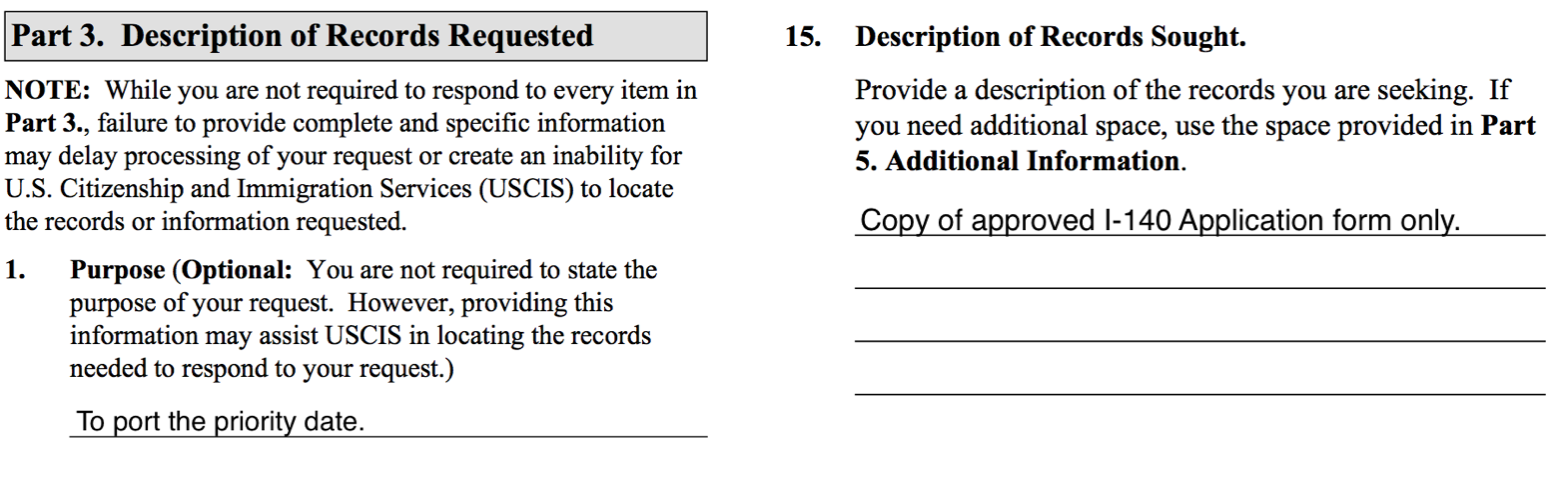 Part 3. Description of Records Requested
NOTE: While you are not required to respond to every item in
Part 3., failure to provide complete and specific information
may delay processing of your request or create an inability for
U.S. Citizenship and Immigration Services (USCIS) to locate
the records or information requested.
1. Purpose (Optional: You are not required to state the
purpose of your request. However, providing this
information may assist USCIS in locating the records
needed to respond to your request.)
To port the priority date.
15. Description of Records Sought.
Provide a description of the records you are seeking. If
you need additional space, use the space provided in Part
5. Additional Information.
Copy of approved I-140 Application form only.